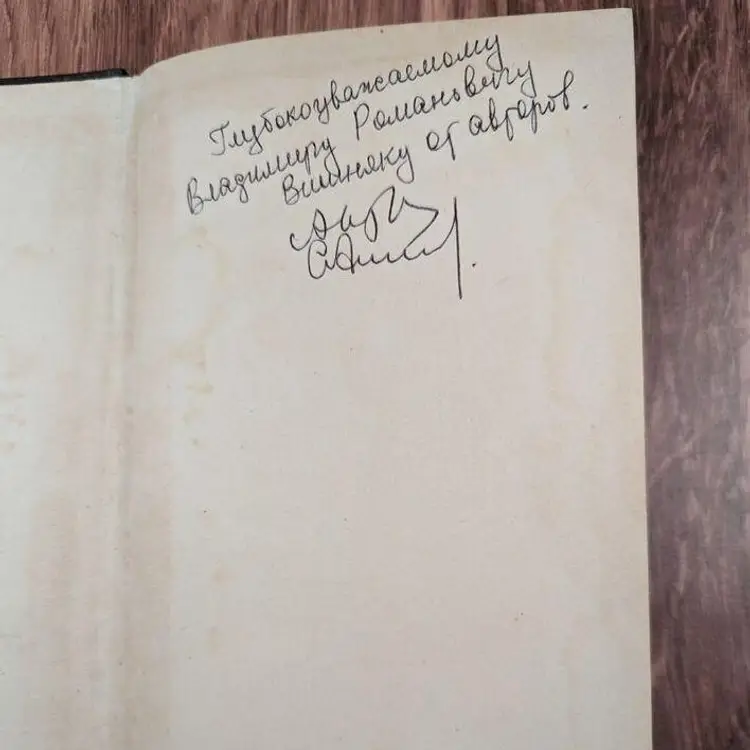 Глубокоуважаемому
Владимиру Романовичу
Вишняку от авторов.